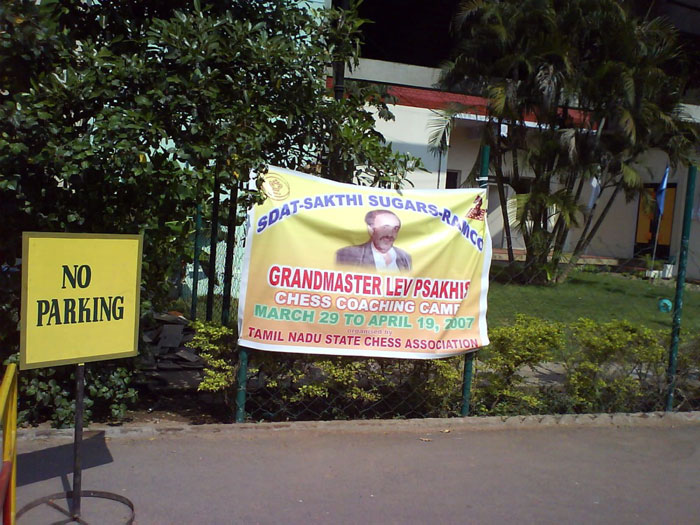 NO
PARKING
SDAT-SAKTHI SUGARS-RAMCO
GRANDMASTER LEV PSAKHIS
CHESS COACHING CAMP
MARCH 29 TO APRIL 19, 2007
organised by
TAMIL NADU STATE CHESS ASSOCIATION